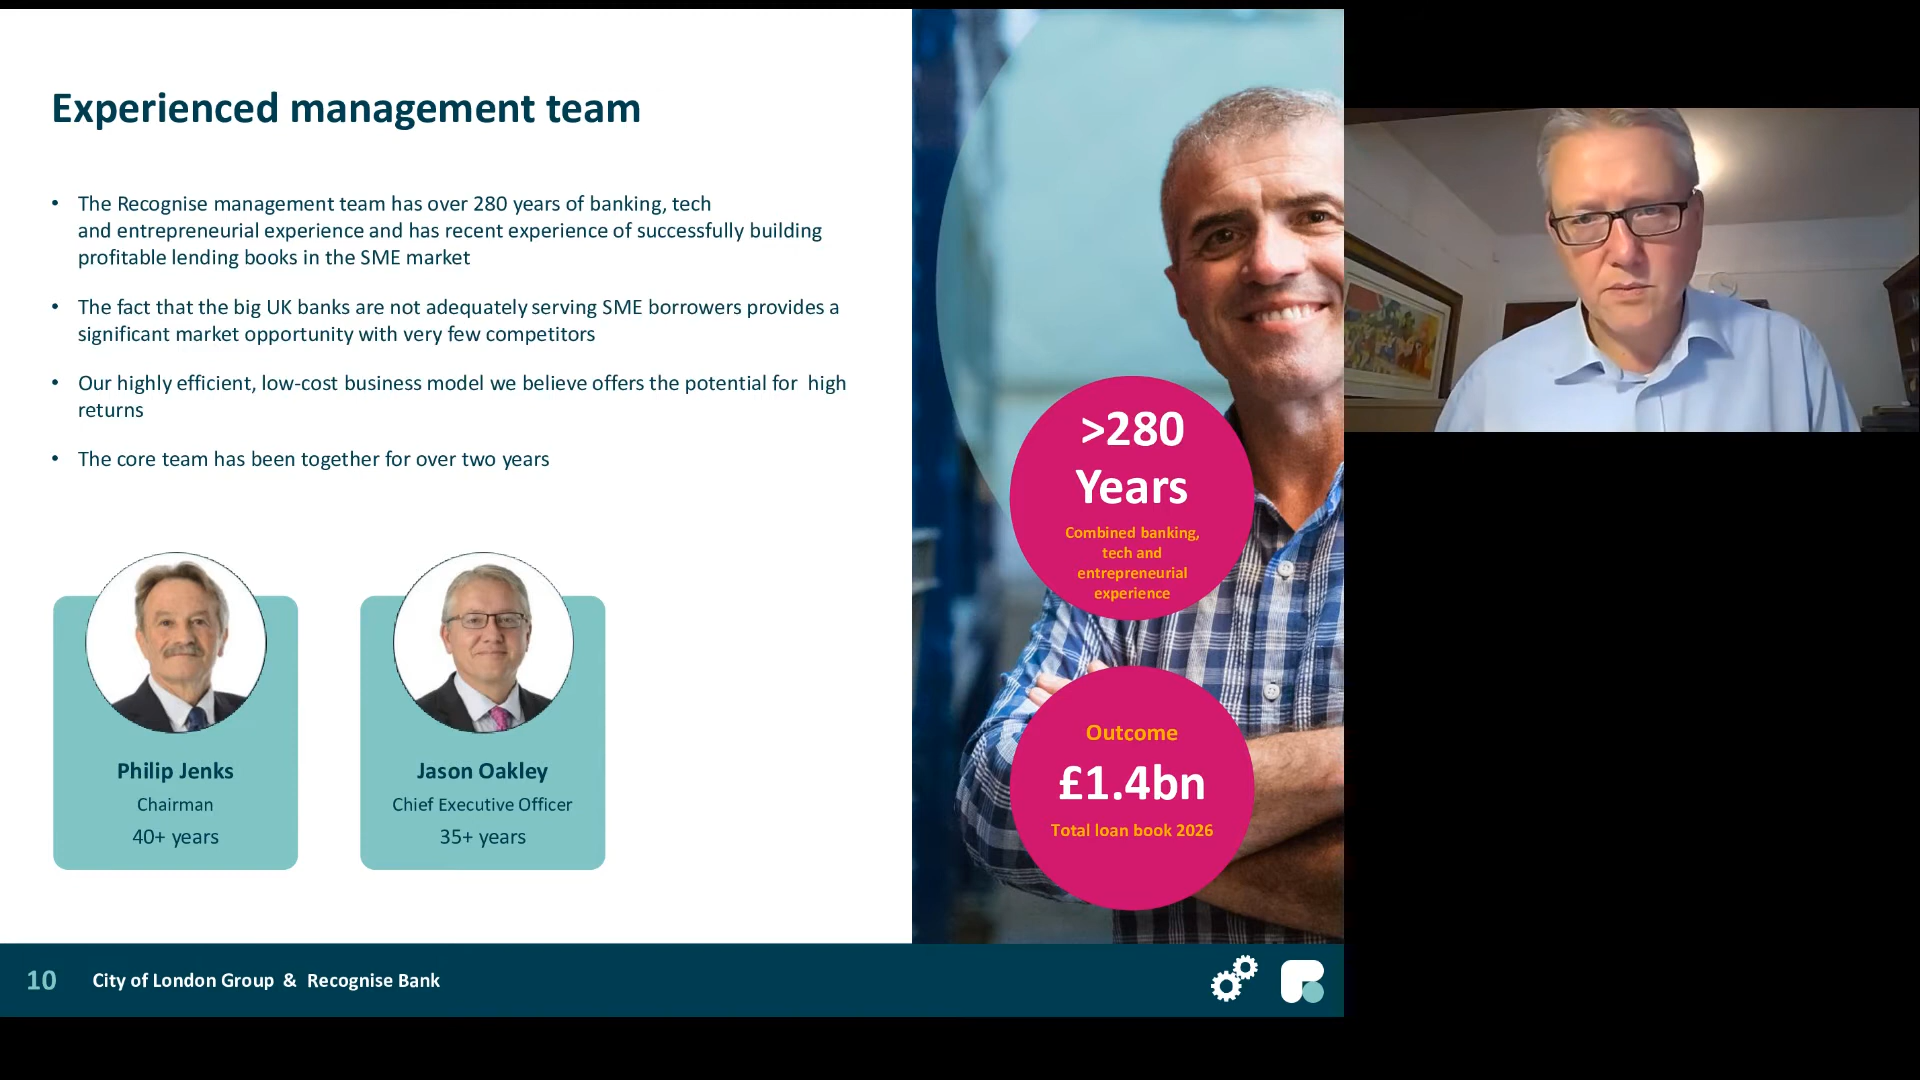 Experienced management team
• The Recognise management team has over 280 years of banking, tech
and entrepreneurial experience and has recent experience of successfully building
profitable lending books in the SME market
• The fact that the big UK banks are not adequately serving SME borrowers provides a
significant market opportunity with very few competitors
• Our highly efficient, low-cost business model we believe offers the potential for high
returns
• The core team has been together for over two years
Philip Jenks
Chairman
40+ years
Jason Oakley
Chief Executive Officer
35+ years
>280
Years
Combined banking,
tech and
entrepreneurial
experience
Outcome
£1.4bn
Total loan book 2026
10 City of London Group & Recognise Bank